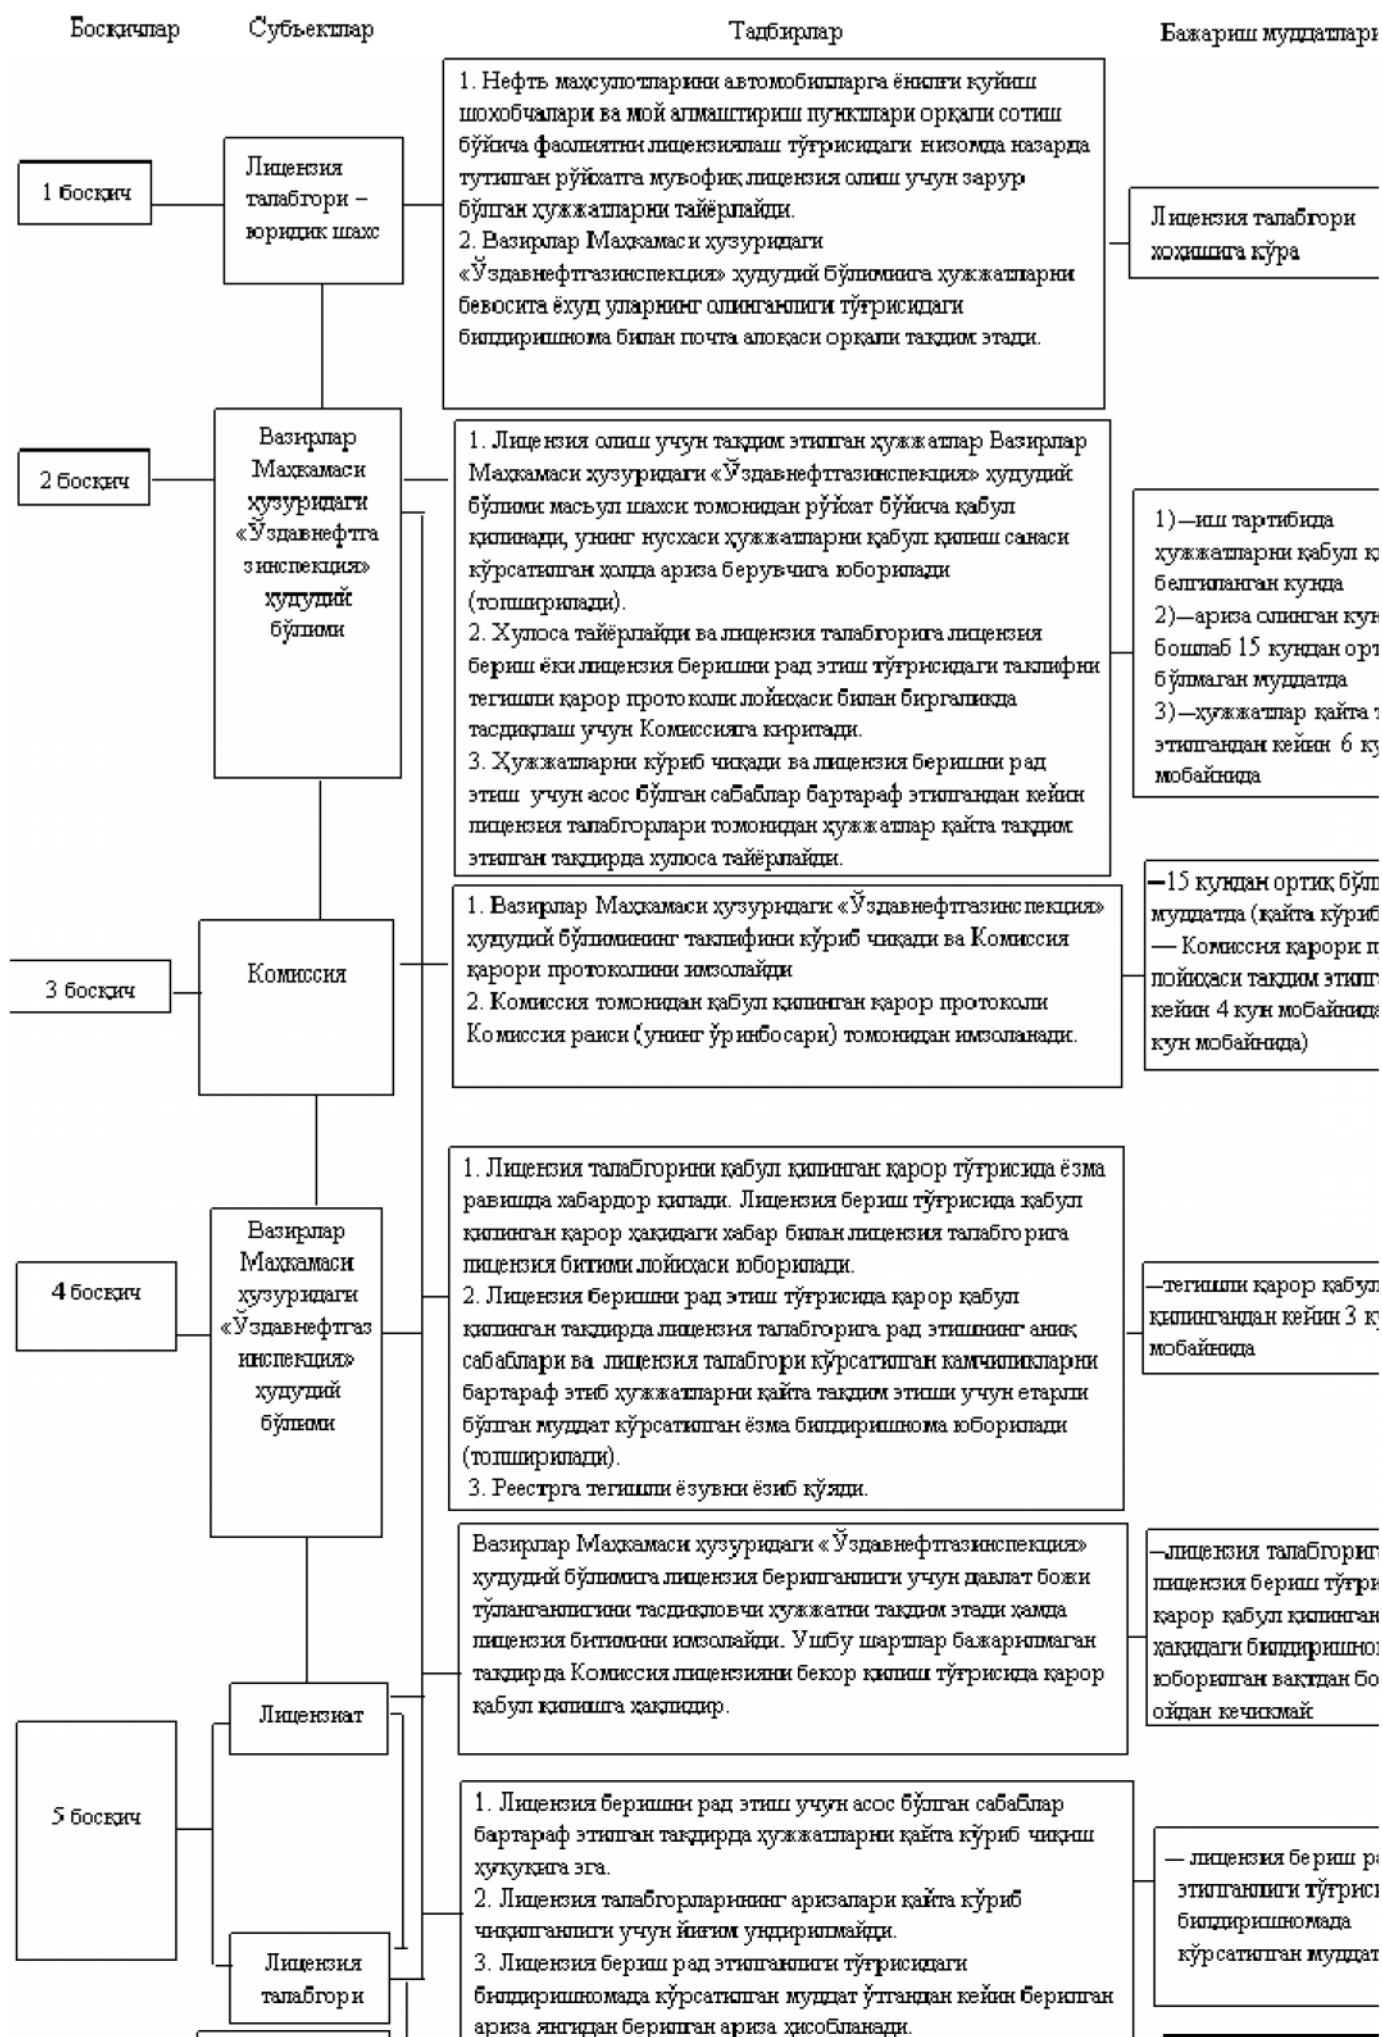 Босқичлар
Субъектлар
Тадбирлар
Бажариш муддатлари
1 босқич
Лицензия
талабгори –
юридик шахс
1. Нефть маҳсулотларини автомобилларга ёнилғи қуйиш
шохобчалари ва мой алмаштириш пунктлари орқали сотиш
бўйича фаолиятни лицензиялаш тўғрисидаги низомда назарда
тутилган рўйхатга мувофиқ лицензия олиш учун зарур
бўлган ҳужжатларни тайёрлайди.
2. Вазирлар Маҳкамаси ҳузуридаги
«Ўздавнефтгазинспекция» ҳудудий бўлимиига ҳужжатларни
бевосита ёхуд уларнинг олинганлиги тўғрисидаги
билдиришнома билан почта алоқаси орқали тақдим этади.
Лицензия талабгори
хоҳишига кўра
2 босқич
Вазирлар
Маҳкамаси
ҳузуридаги
«Ўздавнефтга
зинспекция»
ҳудудий
бўлими
1. Лицензия олиш учун тақдим этилган ҳужжатлар Вазирлар
Маҳкамаси ҳузуридаги «Ўздавнефтгазинспекция» ҳудудий
бўлими масъул шахси томонидан рўйхат бўйича қабул
қилинади, унинг нусхаси ҳужжатларни қабул қилиш санаси
кўрсатилган ҳолда ариза берувчига юборилади
(топширилади).
2. Хулоса тайёрлайди ва лицензия талабгорига лицензия
бериш ёки лицензия беришни рад этиш тўғрисидаги таклифни
тегишли қарор протоколи лойиҳаси билан биргаликда
тасдиқлаш учун Комиссияга киритади.
3. Ҳужжатларни кўриб чиқади ва лицензия беришни рад
этиш учун асос бўлган сабаблар бартараф этилгандан кейин
лицензия талабгорлари томонидан ҳужжатлар қайта тақдим
этилган тақдирда хулоса тайёрлайди.
1)—иш тартибида
ҳужжатларни қабул
белгиланган кунда
2)—ариза олинган
бошлаб 15 кундан
бўлмаган муддатда
3)—ҳужжатлар қайта
этилгандан кейин 6
мобайнида
3 босқич
Комиссия
1. Вазирлар Маҳкамаси ҳузуридаги «Ўздавнефтгазинспекция»
ҳудудий бўлимининг таклифини кўриб чиқади ва Комиссия
қарори протоколини имзолайди
2. Комиссия томонидан қабул қилинган қарор протоколи
Комиссия раиси (унинг ўринбосари) томонидан имзоланади.
—15 кундан ортиқ
муддатда (қайта кўриб
— Комиссия қарори
лойиҳаси тақдим
кейин 4 кун мобайнида
кун мобайнида)
4 босқич
Вазирлар
Маҳкамаси
ҳузуридаги
«Ўздавнефтгаз
инспекция»
ҳудудий
бўлими
1. Лицензия талабгорини қабул қилинган қарор тўғрисида ёзма
равишда хабардор қилади. Лицензия бериш тўғрисида қабул
қилинган қарор ҳақидаги хабар билан лицензия талабгорига
лицензия битими лойиҳаси юборилади.
2. Лицензия беришни рад этиш тўғрисида қарор қабул
қилинган тақдирда лицензия талабгорига рад этишнинг аниқ
сабаблари ва лицензия талабгори кўрсатилган камчиликларни
бартараф этиб ҳужжатларни қайта тақдим этиши учун етарли
бўлган муддат кўрсатилган ёзма билдиришнома юборилади
(топширилади).
3. Реестрга тегишли ёзувни ёзиб қўяди.
—тегишли қарор қабул
қилингандан кейин 3
мобайнида
5 босқич
Лицензиат
Вазирлар Маҳкамаси ҳузуридаги «Ўздавнефтгазинспекция»
ҳудудий бўлимига лицензия берилганлиги учун давлат божи
тўланганлигини тасдиқловчи ҳужжатни тақдим этади ҳамда
лицензия битимини имзолайди. Ушбу шартлар бажарилмаган
тақдирда Комиссия лицензияни бекор қилиш тўғрисида қарор
қабул қилишга ҳақлидир.
—лицензия талабгорига
лицензия бериш
қарор қабул қилинган
ҳақидаги
юборилган вақтдан
ойдан кечикмай
Лицензия
талабгори
1. Лицензия беришни рад этиш учун асос бўлган сабаблар
бартараф этилган тақдирда ҳужжатларни қайта кўриб чиқиш
ҳуқуқига эга.
2. Лицензия талабгорларининг аризалари қайта кўриб
чиқилганлиги учун йиғим ундирилмайди.
3. Лицензия бериш рад этилганлиги тўғрисидаги
билдиришномада кўрсатилган муддат ўтгандан кейин берилган
ариза янгидан берилган ариза ҳисобланади.
— лицензия бериш
этилганлиги
билдиришномада
кўрсатилган муддат